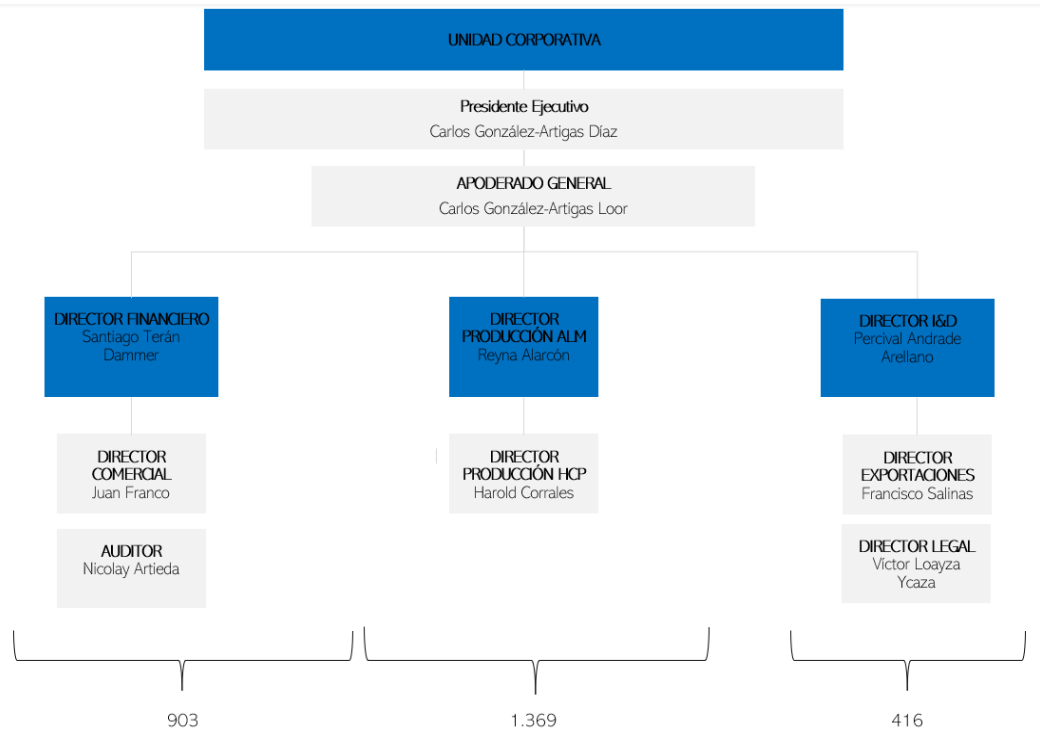 UNIDAD CORPORATIVA
Presidente Ejecutivo
Carlos González-Artigas Díaz
APODERADO GENERAL
Carlos González-Artigas Loor
DIRECTOR FINANCIERO
Santiago Terán
Dammer
DIRECTOR
PRODUCCIÓN ALM
Reyna Alarcón
DIRECTOR I&D
Percival Andrade
Arellano
DIRECTOR
COMERCIAL
Juan Franco
DIRECTOR
PRODUCCIÓN HCP
Harold Corrales
DIRECTOR
EXPORTACIONES
Francisco Salinas
AUDITOR
Nicolay Artieda
DIRECTOR LEGAL
Víctor Loayza
Ycaza
903
1.369
416